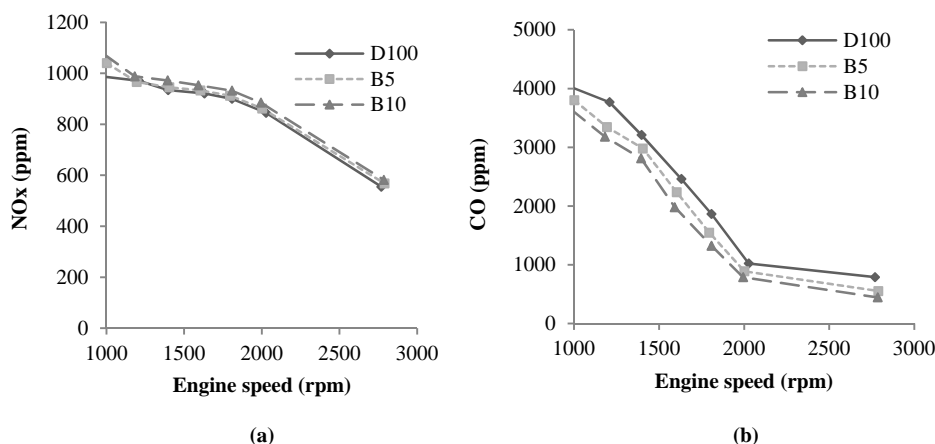 NOx (ppm)
1200
1000
800
600
400
200
0
1000 1500 2000 2500 3000
Engine speed (rpm)
D100
B5
B10
(a)
CO (ppm)
5000
4000
3000
2000
1000
0
1000 1500 2000 2500 3000
Engine speed (rpm)
D100
B5
B10
(b)